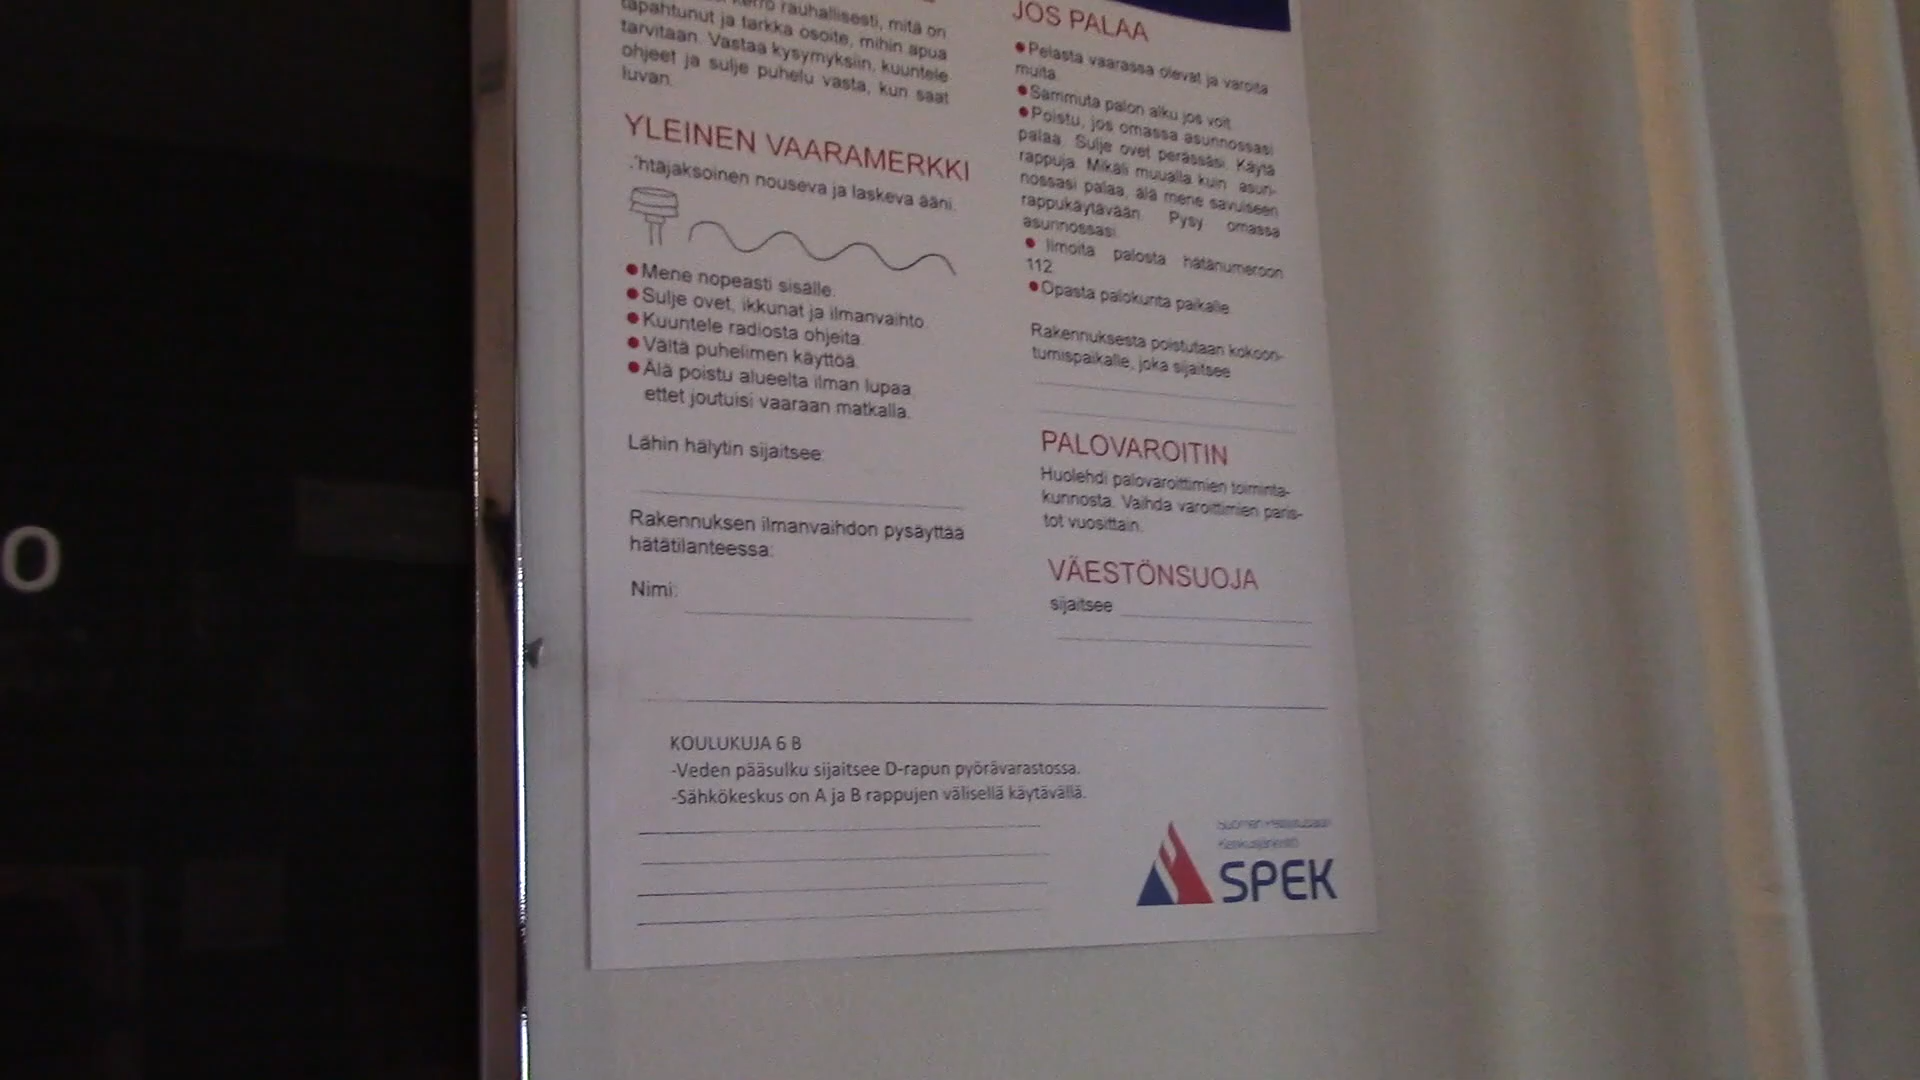 rauhallisesti, mitä on
tapahtunut ja tarkka osoite, mihin apua
tarvitaan. Vastaa kysymyksiin, kuuntele
ohjeet ja sulje puhelu vasta, kun saat
luvan.
YLEINEN VAARAMERKKI
htäjaksoinen nouseva ja laskeva ääni.
●Mene nopeasti sisälle.
●Sulje ovet, ikkunat ja ilmanvaihto.
●Kuuntele radiosta ohjeita.
●Vältä puhelimen käyttöä.
●Älä poistu alueelta ilman lupaa,
ettet joutuisi vaaraan matkalla.
Lähin hälytin sijaitsee:
Rakennuksen ilmanvaihdon pysäyttää
hätätilanteessa:
Nimi:
JOS PALAA
●Pelasta vaarassa olevat ja varoita
muita.
●Sammuta palon alku jos voit.
●Poistu, jos omassa asunnossasi
palaa. Sulje ovet perässäsi. Käytä
rappuja. Mikäli muualla kuin asun-
nossasi palaa, älä mene savuiseen
rappukäytävään. Pysy omassa
asunnossasi.
● Ilmoita palosta hätänumeroon
112
●Opasta palokunta paikalle.
Rakennuksesta poistutaan kokoon-
tumispaikalle, joka sijaitsee
PALOVAROITIN
Huolehdi palovaroittimien toiminta-
kunnosta. Vaihda varoittimien paris-
tot vuosittain.
VÄESTÖNSUOJA
sijaitsee
KOULUKUJA 6 B
-Veden pääsulku sijaitsee D-rapun pyörävarastossa.
-Sähkökeskus on A ja B rappujen välisellä käytävällä.
SPEK
o